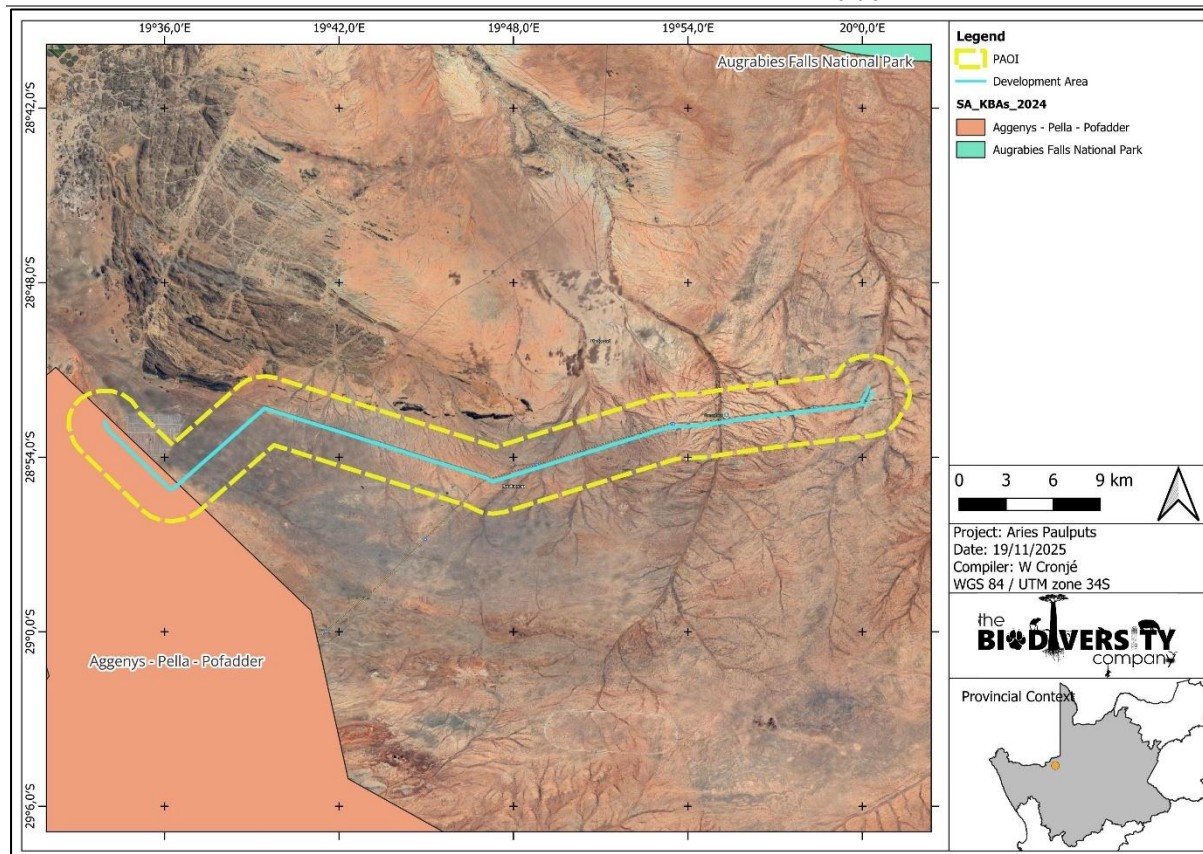 19°36,0'E
19°42,0'E
19°48,0'E
19°54,0'E
20°0,0'E
28°42,0'S
28°48,0'S
28°54,0'S
29°0,0'S
29°6,0'S
Augrabies Falls National Park
Aggenys - Pella - Pofadder
Legend
PAOI
Development Area
SA_KBAs_2024
Aggenys - Pella - Pofadder
Augrabies Falls National Park
0 3 6 9 km
Project: Aries Paulputs
Date: 19/11/2025
Compiler: W Cronjé
WGS 84 / UTM zone 34S
the
BIODIVERSITY
company
Provincial Context